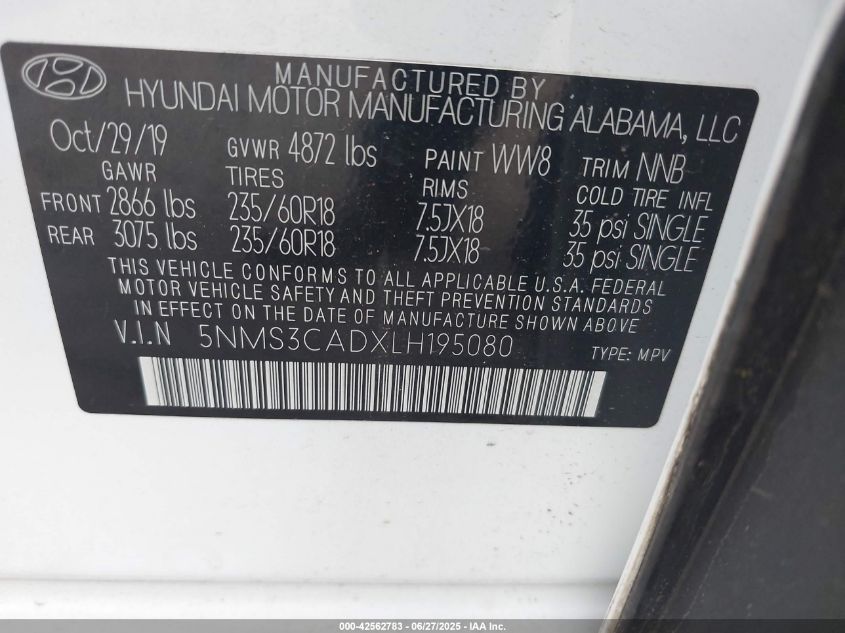 MANUFACTURED BY
HYUNDAI MOTOR MANUFACTURING ALABAMA, LLC
Oct/29/19 GVWR 4872 lbs PAINT WW8 TRIM NNB
GAWR TIRES RIMS COLD TIRE INFL
FRONT 2866 lbs 235/60R18 7.5JX18 35 psi SINGLE
REAR 3075 lbs 235/60R18 7.5JX18 35 psi SINGLE
THIS VEHICLE CONFORMS TO ALL APPLICABLE U.S.A. FEDERAL
MOTOR VEHICLE SAFETY AND THEFT PREVENTION STANDARDS
IN EFFECT ON THE DATE OF MANUFACTURE SHOWN ABOVE
V.I.N 5NMS3CADXLH195080 TYPE: MPV
000-42562783 - 06/27/2025 - IAA Inc.